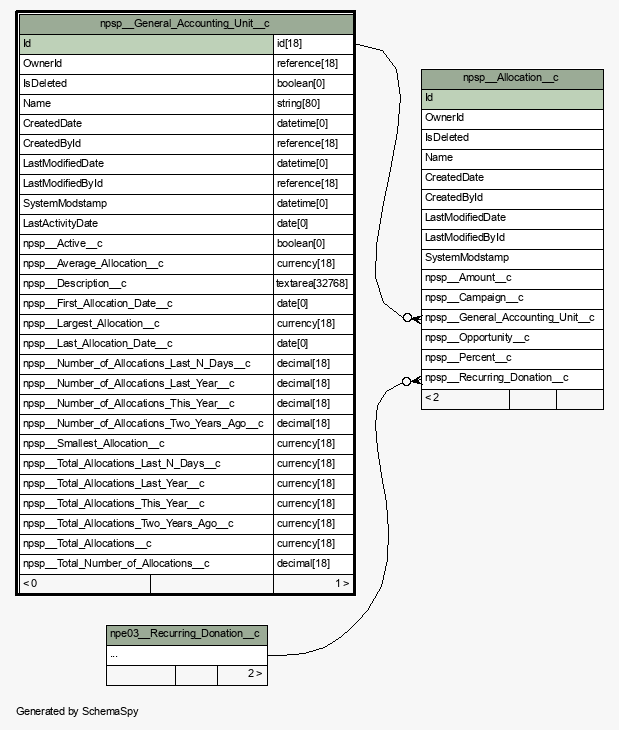 npsp__General_Accounting_Unit__c
Id id[18]
OwnerId reference[18]
IsDeleted boolean[0]
Name string[80]
CreatedDate datetime[0]
CreatedById reference[18]
LastModifiedDate datetime[0]
LastModifiedById reference[18]
SystemModstamp datetime[0]
LastActivityDate date[0]
npsp__Active__c boolean[0]
npsp__Average_Allocation__c currency[18]
npsp__Description__c textarea[32768]
npsp__First_Allocation_Date__c date[0]
npsp__Largest_Allocation__c currency[18]
npsp__Last_Allocation_Date__c date[0]
npsp__Number_of_Allocations_Last_N_Days__c decimal[18]
npsp__Number_of_Allocations_Last_Year__c decimal[18]
npsp__Number_of_Allocations_This_Year__c decimal[18]
npsp__Number_of_Allocations_Two_Years_Ago__c decimal[18]
npsp__Smallest_Allocation__c currency[18]
npsp__Total_Allocations_Last_N_Days__c currency[18]
npsp__Total_Allocations_Last_Year__c currency[18]
npsp__Total_Allocations_This_Year__c currency[18]
npsp__Total_Allocations_Two_Years_Ago__c currency[18]
npsp__Total_Allocations__c currency[18]
npsp__Total_Number_of_Allocations__c decimal[18]
< 0 1 >
npsp__Allocation__c
Id
OwnerId
IsDeleted
Name
CreatedDate
CreatedById
LastModifiedDate
LastModifiedById
SystemModstamp
npsp__Amount__c
npsp__Campaign__c
npsp__General_Accounting_Unit__c
npsp__Opportunity__c
npsp__Percent__c
npsp__Recurring_Donation__c
< 2
npe03__Recurring_Donation__c
...
2 >
Generated by SchemaSpy